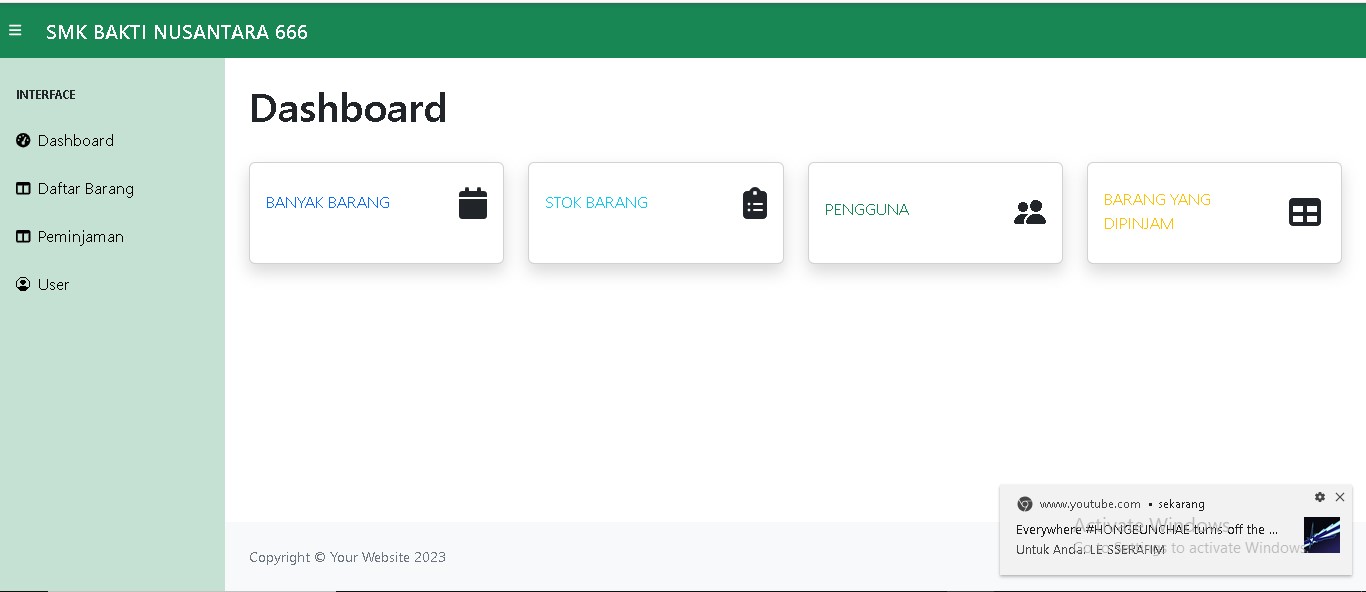 SMK BAKTI NUSANTARA 666
INTERFACE
Dashboard
Daftar Barang
Peminjaman
User
Dashboard
BANYAK BARANG
STOK BARANG
PENGGUNA
BARANG YANG
DIPINJAM
Copyright © Your Website 2023
www.youtube.com • sekarang
Everywhere #HONGEUNCHAE turns off the ...
Untuk Anda: LE SSERAFIM
Activate Windows
Go to Settings to activate Windows.